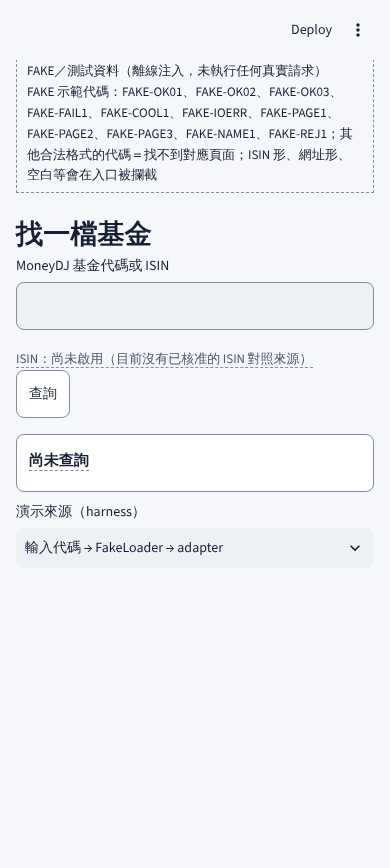 Deploy
FAKE／測試資料（離線注入，未執行任何真實請求）
FAKE 示範代碼：FAKE-OK01、FAKE-OK02、FAKE-OK03、
FAKE-FAIL1、FAKE-COOL1、FAKE-IOERR、FAKE-PAGE1、
FAKE-PAGE2、FAKE-PAGE3、FAKE-NAME1、FAKE-REJ1；其
他合法格式的代碼＝找不到對應頁面；ISIN 形、網址形、
空白等會在入口被攔截
找一檔基金
MoneyDJ 基金代碼或 ISIN
ISIN：尚未啟用（目前沒有已核准的 ISIN 對照來源）
查詢
尚未查詢
演示來源（harness）
輸入代碼 → FakeLoader → adapter